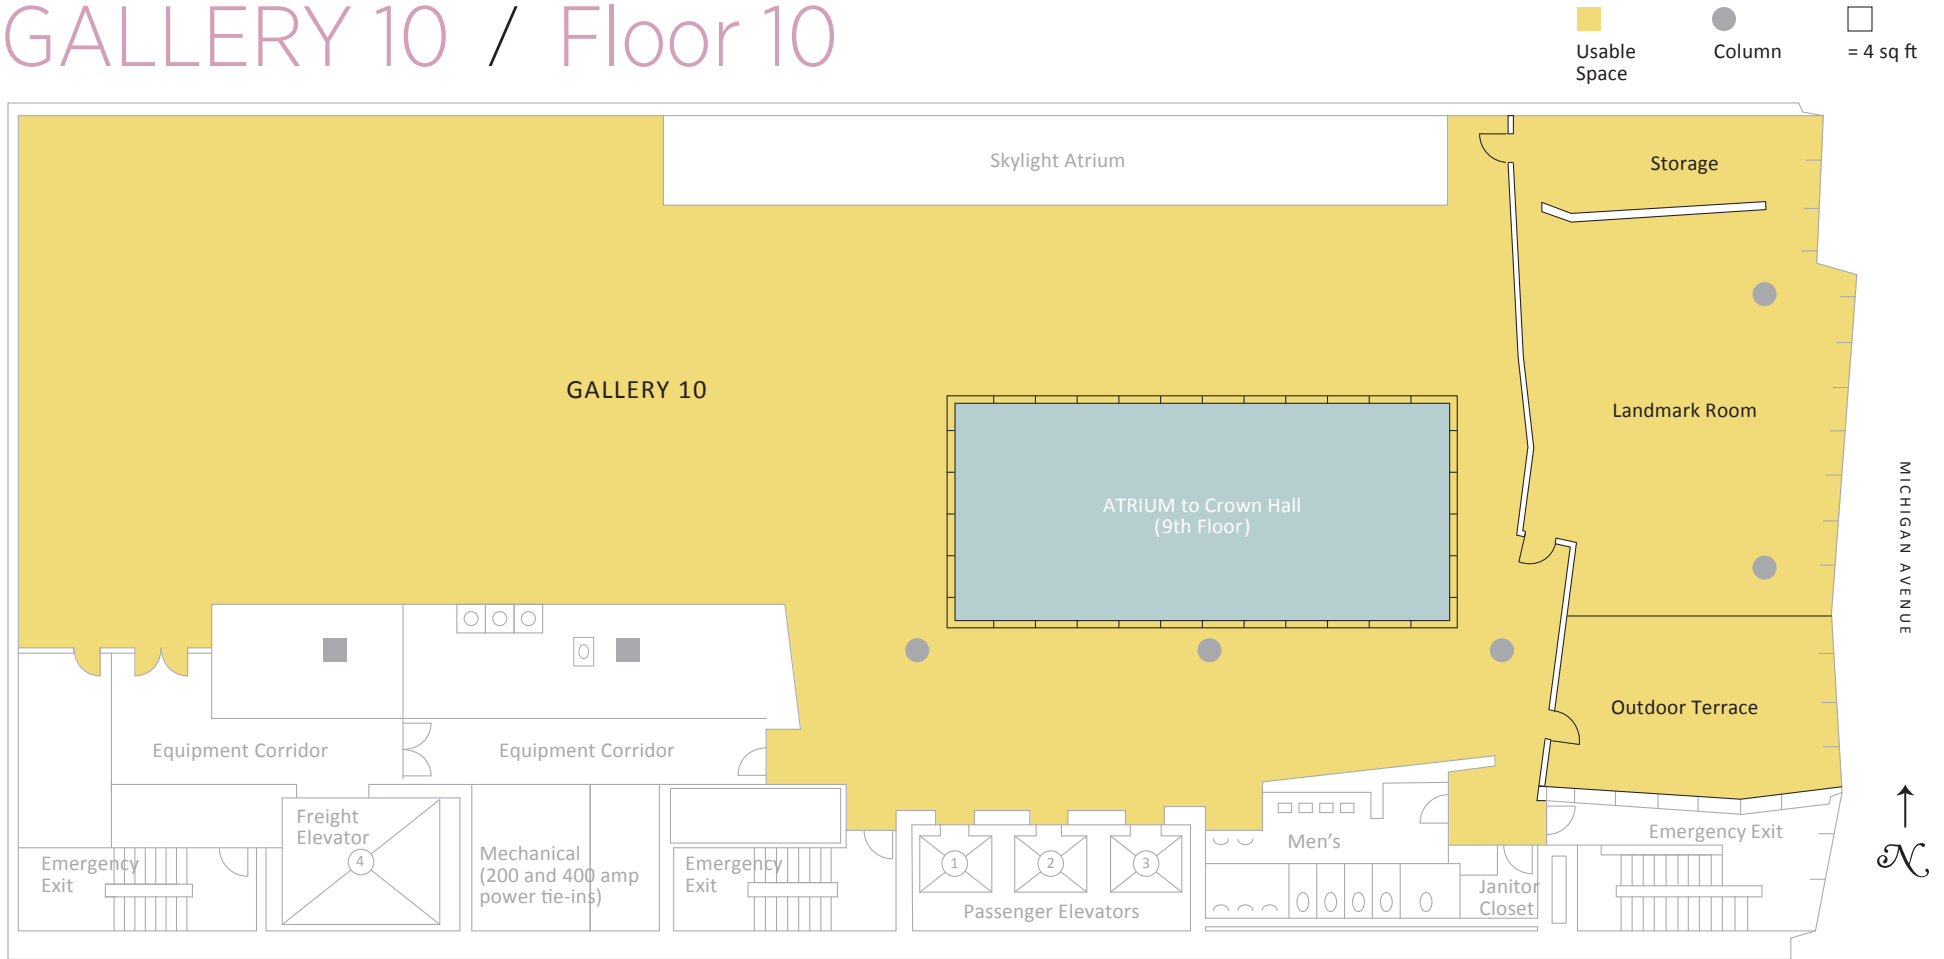 GALLERY 10 / Floor 10
Usable
Space
Column
= 4 sq ft
Skylight Atrium
Storage
GALLERY 10
Landmark Room
ATRIUM to Crown Hall
(9th Floor)
MICHIGAN AVENUE
Outdoor Terrace
Equipment Corridor
Equipment Corridor
Freight
Elevator
4
Mechanical
(200 and 400 amp
power tie-ins)
Emergency
Exit
Emergency
Exit
1
2
3
Passenger Elevators
Men’s
Janitor
Closet
Emergency Exit
N